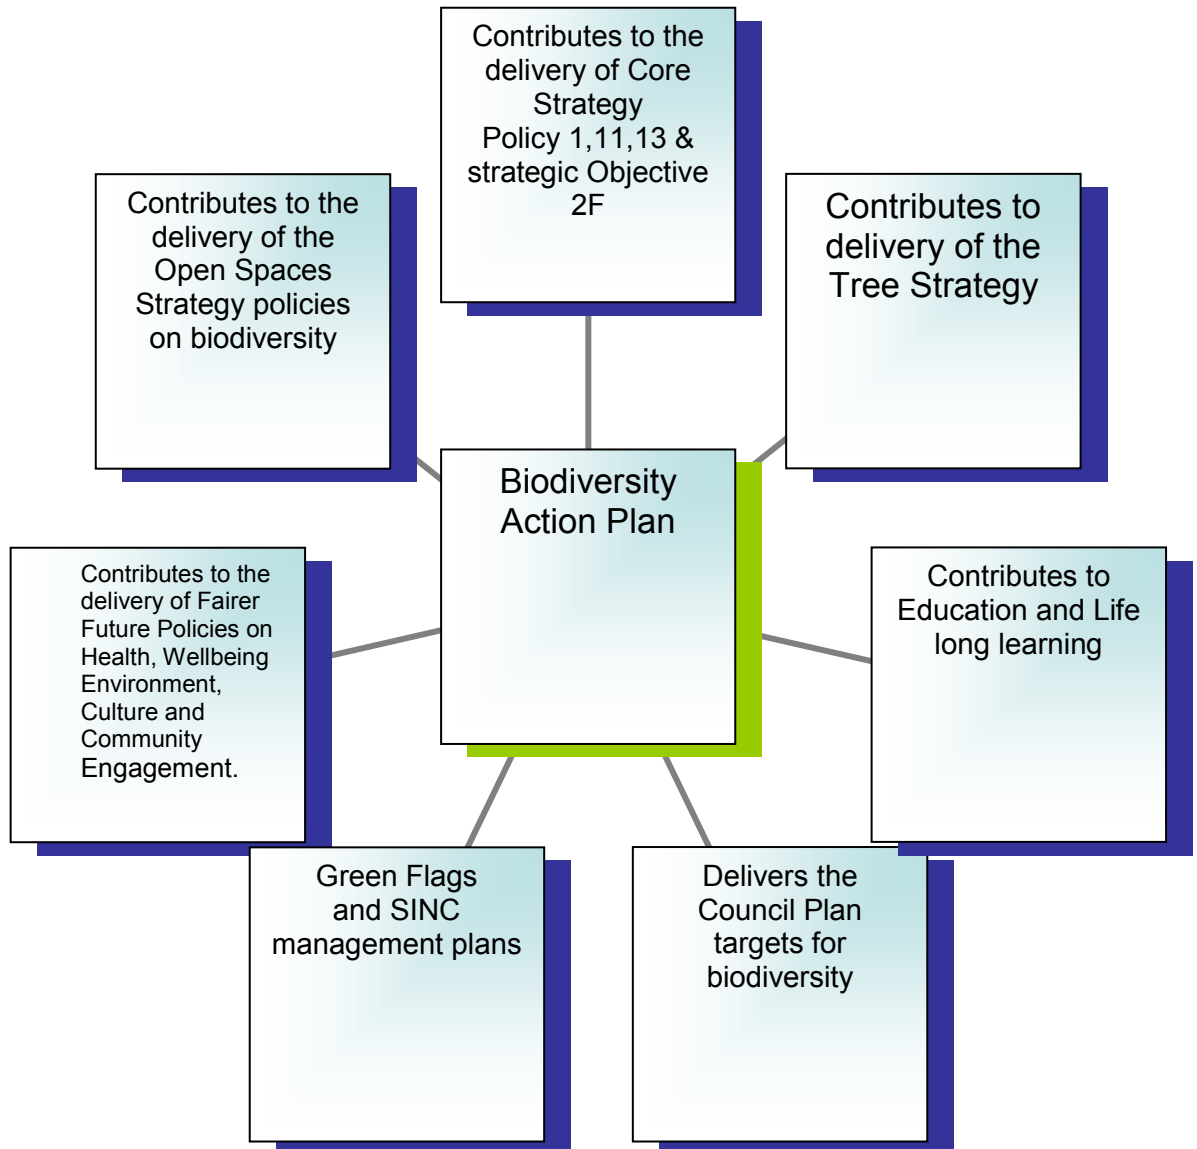 Contributes to the
delivery of Core
Strategy
Policy 1,11,13 &
strategic Objective
2F
Contributes to the
delivery of the
Open Spaces
Strategy policies
on biodiversity
Contributes to
delivery of the
Tree Strategy
Biodiversity
Action Plan
Contributes to the
delivery of Fairer
Future Policies on
Health, Wellbeing
Environment,
Culture and
Community
Engagement.
Contributes to
Education and Life
long learning
Green Flags
and SINC
management plans
Delivers the
Council Plan
targets for
biodiversity